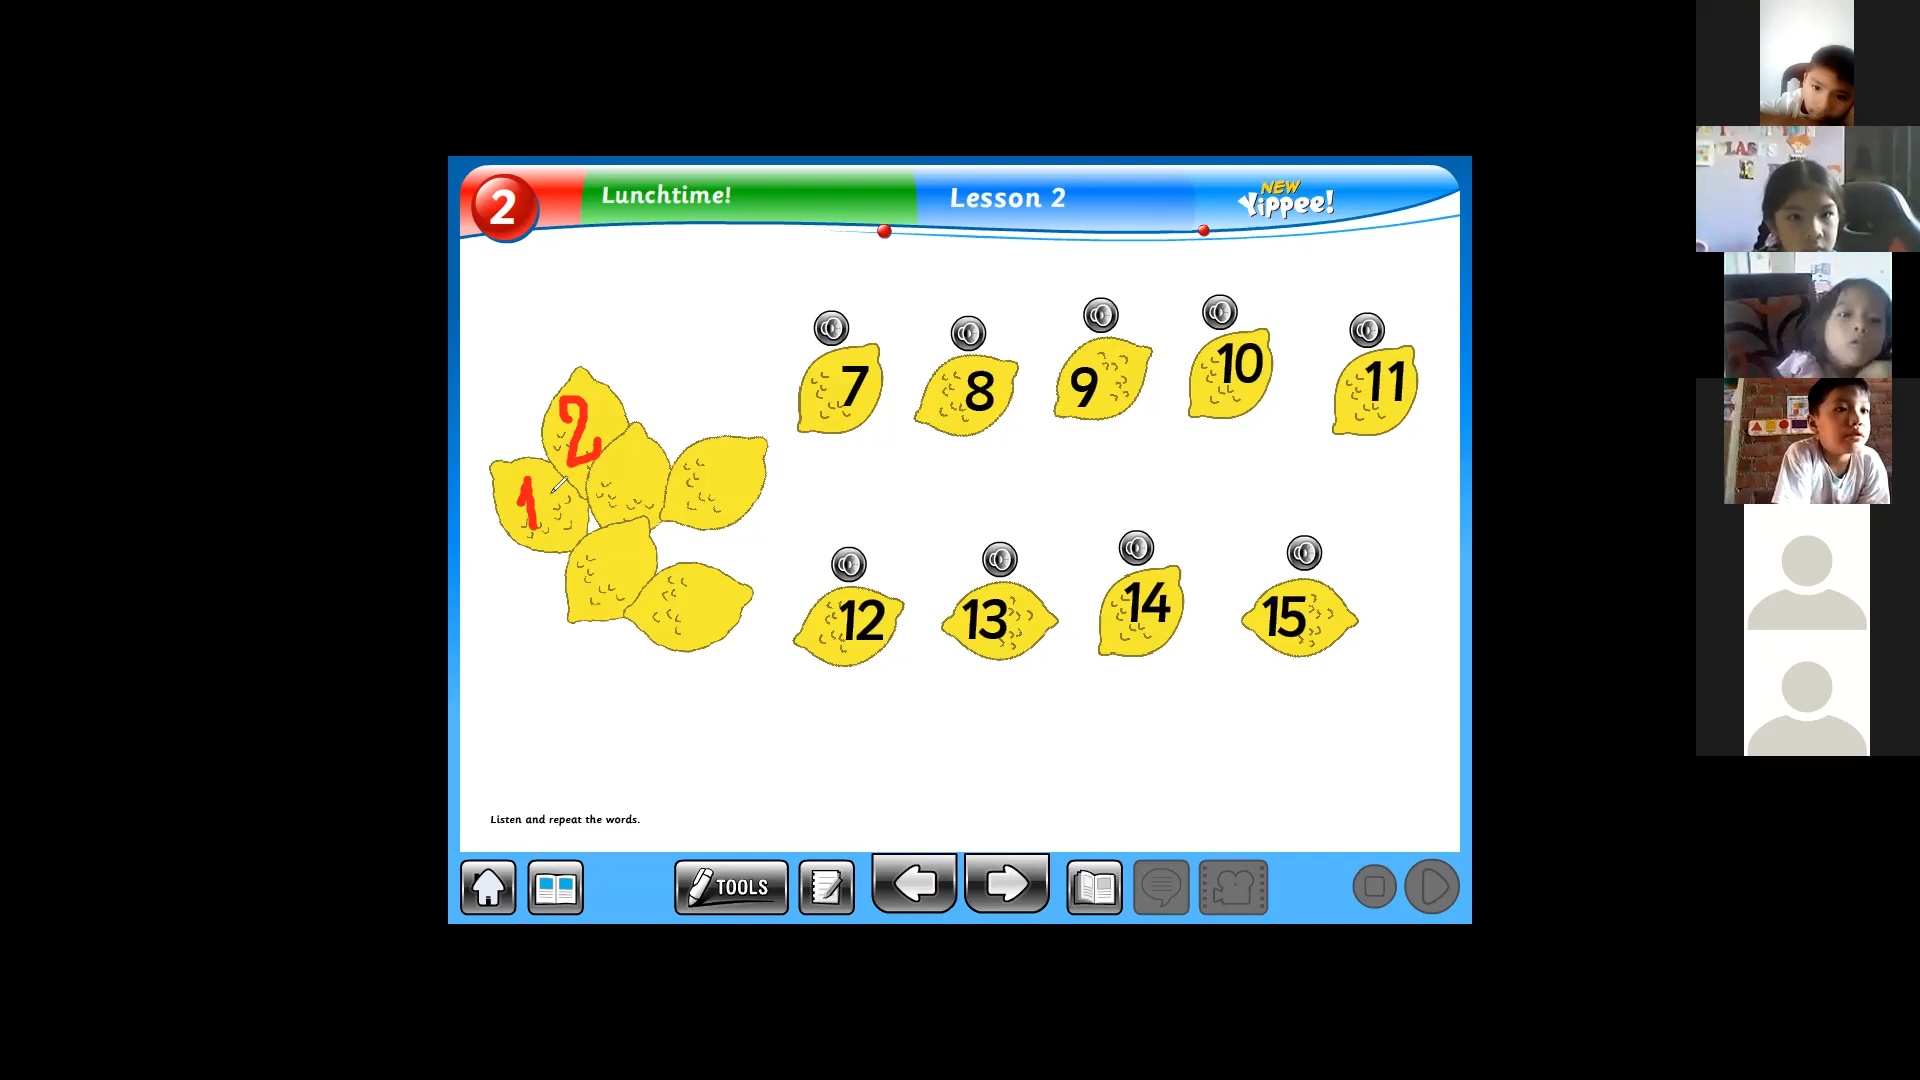 2 Lunchtime! Lesson 2 NEW Yippee!
7 8 9 10 11
2
1
12 13 14 15
Listen and repeat the words.
TOOLS